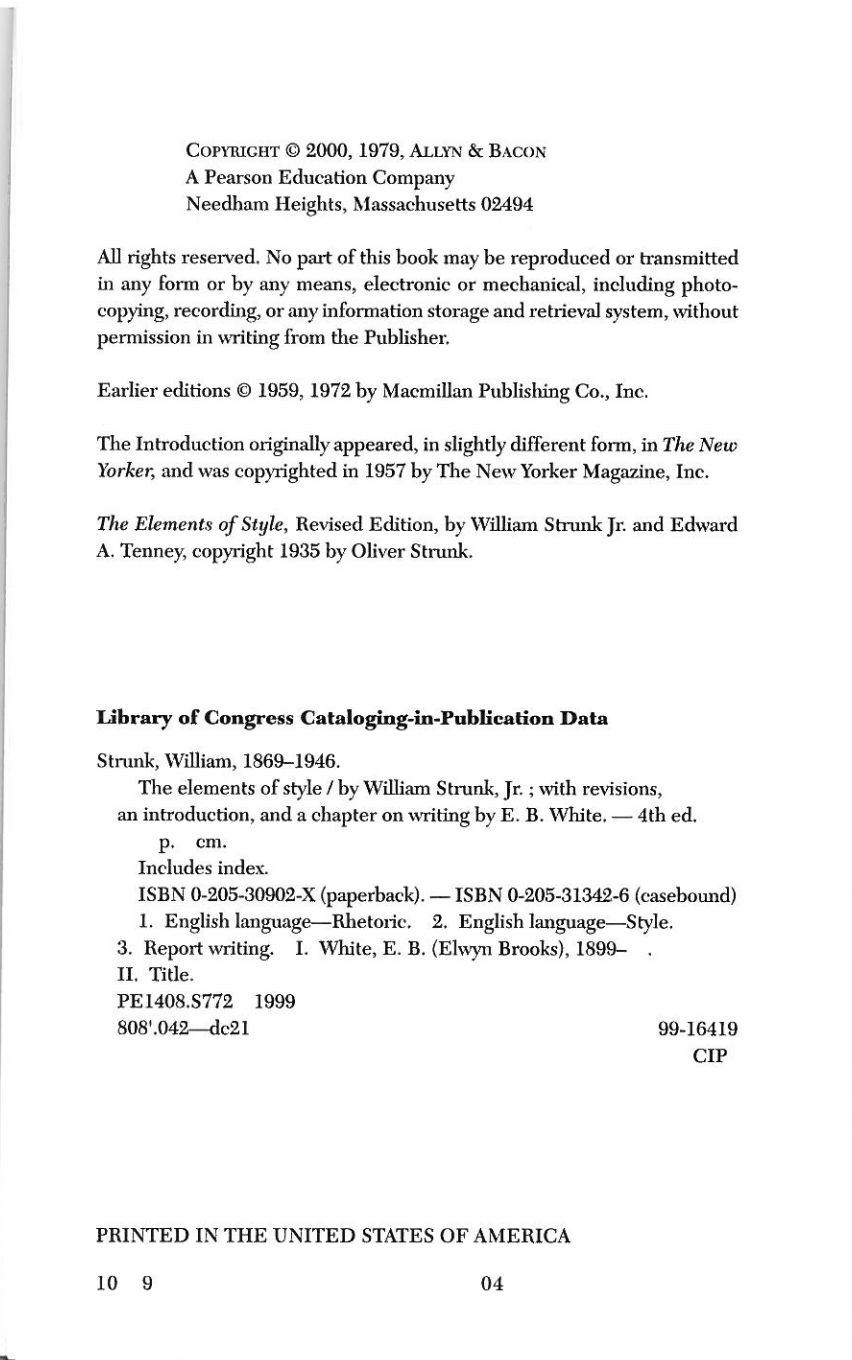 COPYRIGHT © 2000, 1979, ALLYN & BACON
A Pearson Education Company
Needham Heights, Massachusetts 02494
All rights reserved. No part of this book may be reproduced or transmitted
in any form or by any means, electronic or mechanical, including photo-
copying, recording, or any information storage and retrieval system, without
permission in writing from the Publisher.
Earlier editions © 1959, 1972 by Macmillan Publishing Co., Inc.
The Introduction originally appeared, in slightly different form, in The New
Yorker, and was copyrighted in 1957 by The New Yorker Magazine, Inc.
The Elements of Style, Revised Edition, by William Strunk Jr. and Edward
A. Tenney, copyright 1935 by Oliver Strunk.
Library of Congress Cataloging-in-Publication Data
Strunk, William, 1869–1946.
The elements of style / by William Strunk, Jr. ; with revisions,
an introduction, and a chapter on writing by E. B. White. — 4th ed.
p. cm.
Includes index.
ISBN 0-205-30902-X (paperback). — ISBN 0-205-31342-6 (casebound)
1. English language—Rhetoric. 2. English language—Style.
3. Report writing. I. White, E. B. (Elwyn Brooks), 1899– .
II. Title.
PE1408.S772 1999
808'.042—dc21 99-16419
CIP
PRINTED IN THE UNITED STATES OF AMERICA
10 9 04